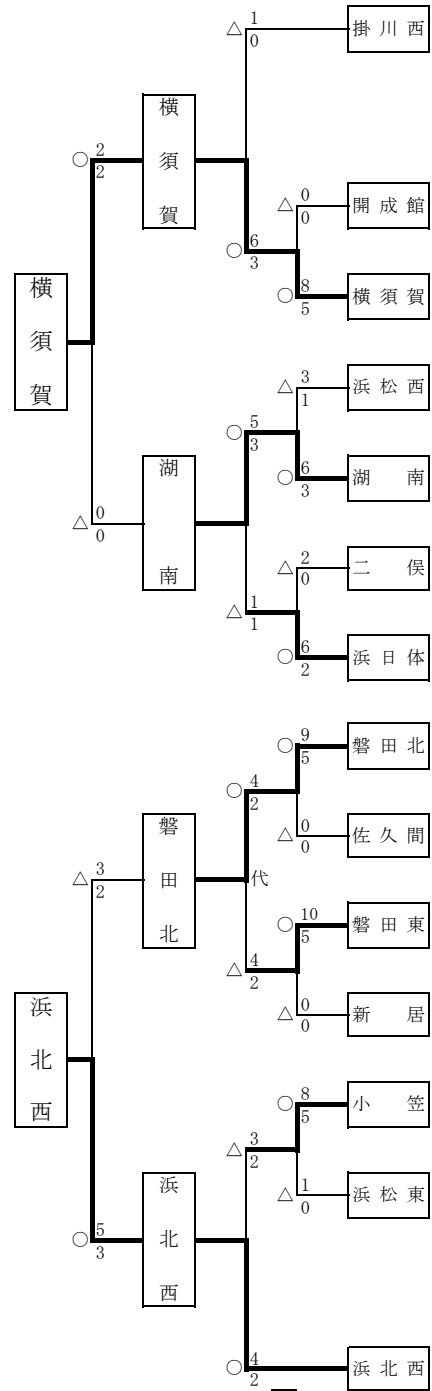 △ 1
0
掛川西
横須賀
○ 2
2
△ 0
0
開成館
○ 6
3
○ 8
5
横須賀
横須賀
△ 3
1
浜松西
○ 5
3
湖南
○ 6
3
湖南
△ 0
0
△ 2
0
二俣
△ 1
1
○ 6
2
浜日体
○ 9
5
磐田北
○ 4
2
磐田北
△ 0
0
佐久間
△ 3
2
代
○ 10
5
磐田東
△ 4
2
浜北西
△ 0
0
新居
○ 8
5
小笠
△ 3
2
浜北西
△ 1
0
浜松東
○ 5
3
○ 4
2
浜北西